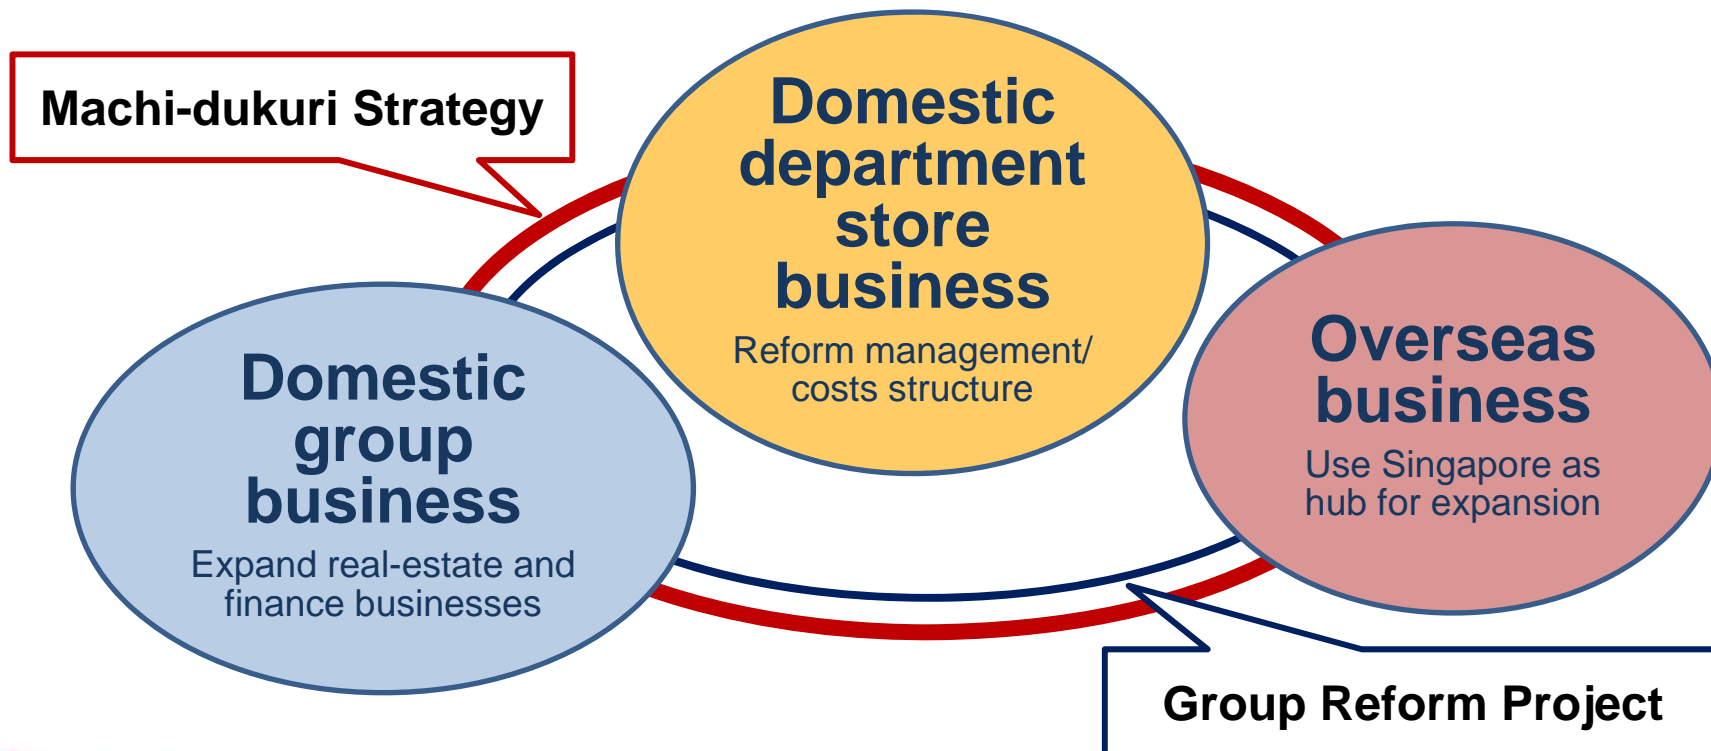 Machi-dukuri Strategy
Domestic
department
store
business
Reform management/
costs structure
Domestic
group
business
Expand real-estate and
finance businesses
Overseas
business
Use Singapore as
hub for expansion
Group Reform Project